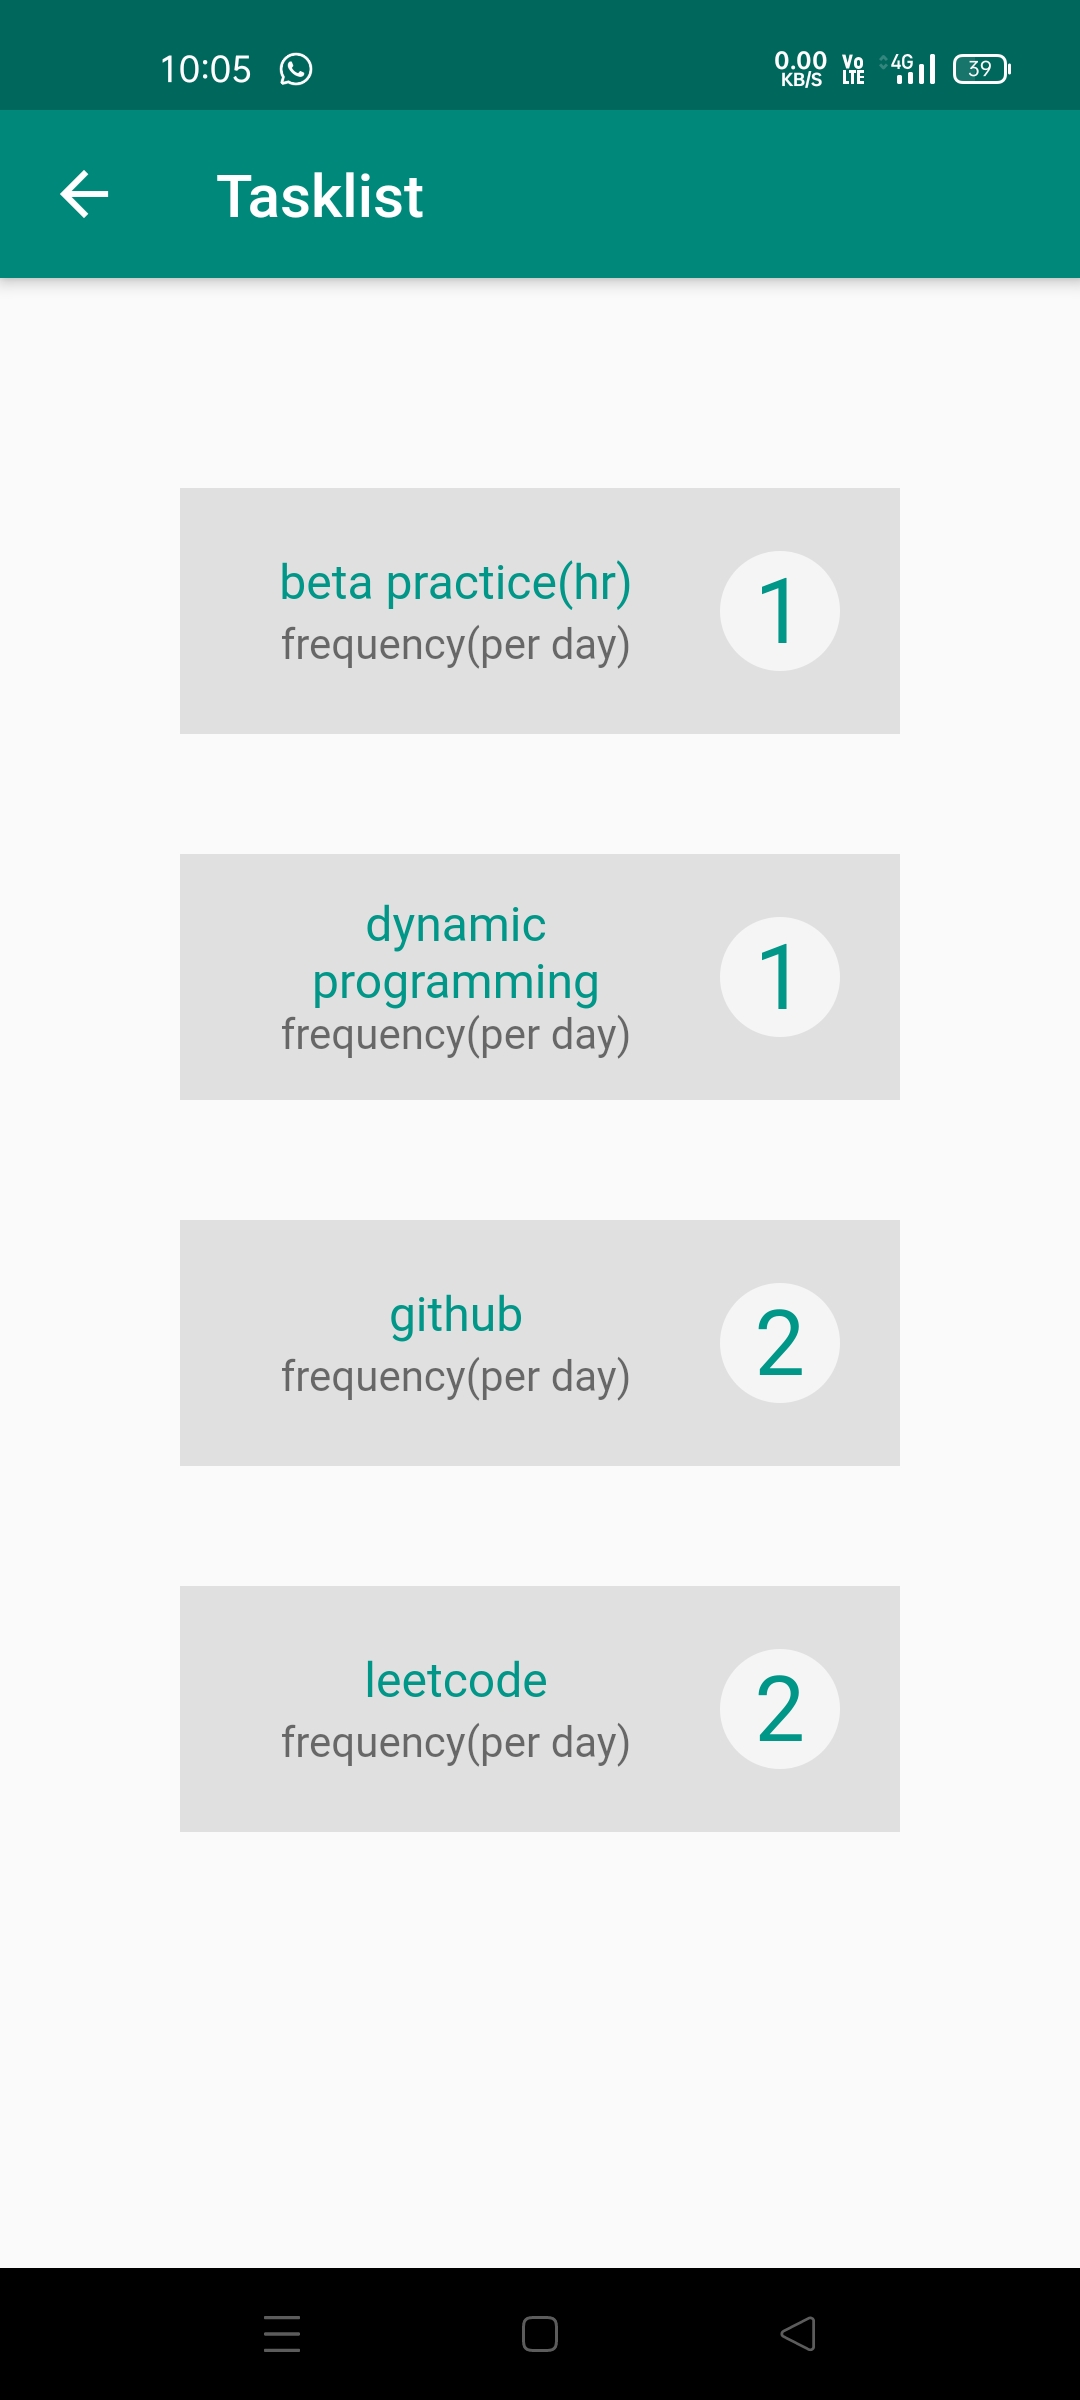 10:05
0.00
KB/S
Vo
LTE
4G
39
Tasklist
beta practice(hr)
frequency(per day)
1
dynamic
programming
frequency(per day)
1
github
frequency(per day)
2
leetcode
frequency(per day)
2